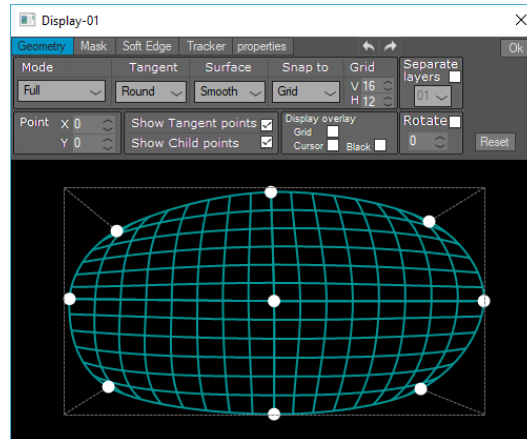 Display-01
Geometry Mask Soft Edge Tracker properties Ok
Mode Tangent Surface Snap to Grid Separate layers
Full Round Smooth Grid V 16 H 12 01
Point X 0 Y 0
Show Tangent points
Show Child points
Display overlay
Grid
Cursor Black
Rotate
0 Reset